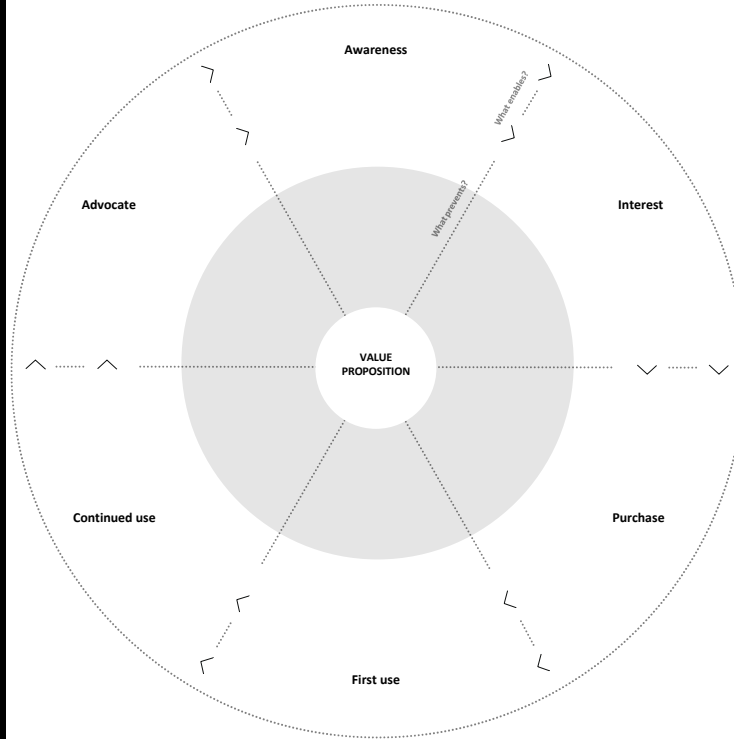 Awareness
What enables?
What prevents?
Advocate
Interest
VALUE
PROPOSITION
Continued use
Purchase
First use